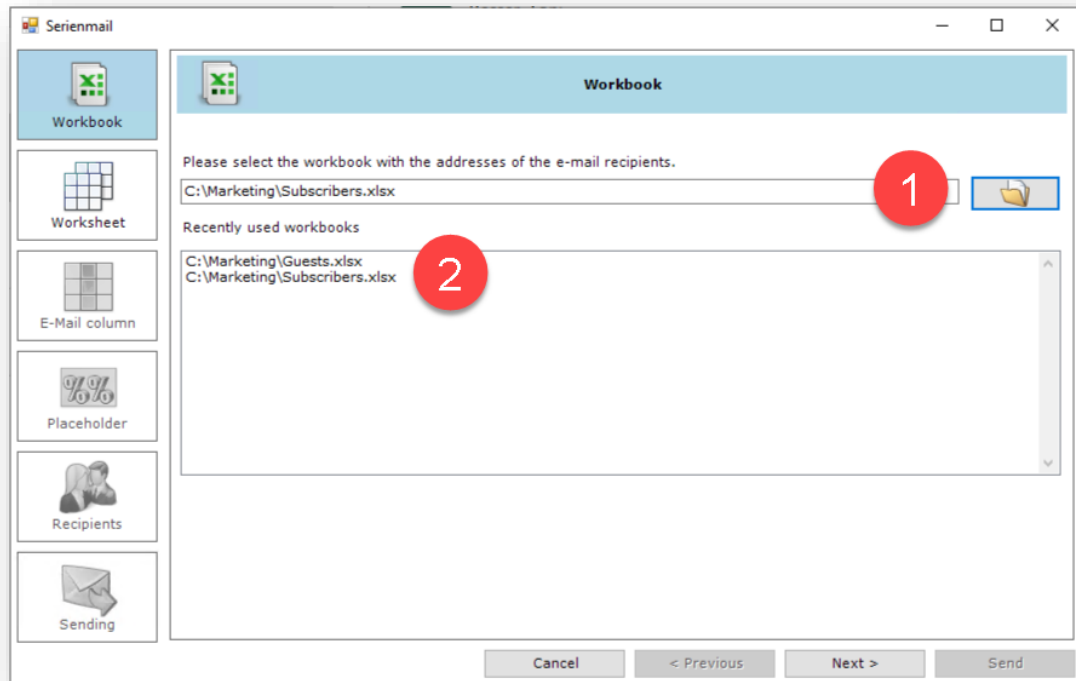 Serienmail
Workbook
Worksheet
E-Mail column
Placeholder
Recipients
Sending
Workbook
Please select the workbook with the addresses of the e-mail recipients.
C:\Marketing\Subscribers.xlsx
1
Recently used workbooks
C:\Marketing\Guests.xlsx
C:\Marketing\Subscribers.xlsx
2
Cancel
< Previous
Next >
Send